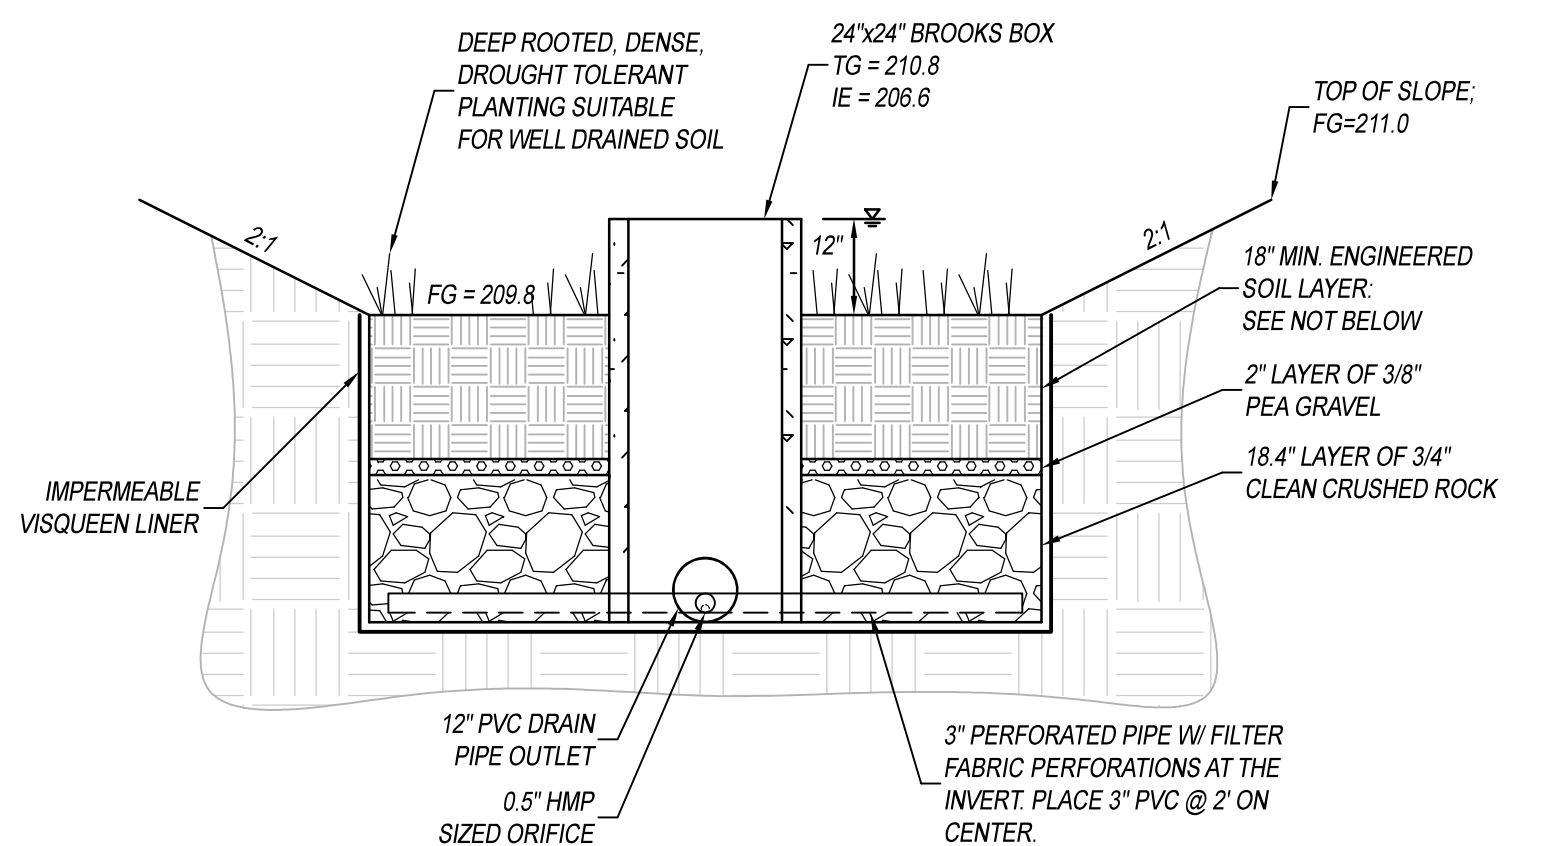 DEEP ROOTED, DENSE,
DROUGHT TOLERANT
PLANTING SUITABLE
FOR WELL DRAINED SOIL
24"x24" BROOKS BOX
TG = 210.8
IE = 206.6
TOP OF SLOPE;
FG=211.0
2:1
2:1
12"
FG = 209.8
18" MIN. ENGINEERED
SOIL LAYER:
SEE NOT BELOW
2" LAYER OF 3/8"
PEA GRAVEL
18.4" LAYER OF 3/4"
CLEAN CRUSHED ROCK
IMPERMEABLE
VISQUEEN LINER
12" PVC DRAIN
PIPE OUTLET
0.5" HMP
SIZED ORIFICE
3" PERFORATED PIPE W/ FILTER
FABRIC PERFORATIONS AT THE
INVERT. PLACE 3" PVC @ 2' ON
CENTER.